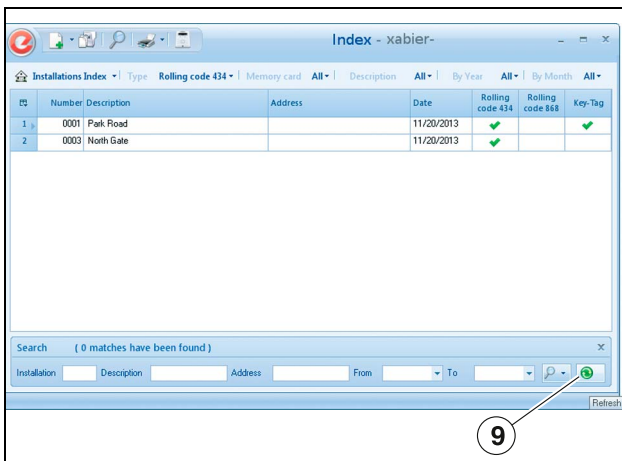 Index - xabier-
Installations Index Type Rolling code 434 Memory card All Description All By Year All By Month All
Number Description Address Date Rolling code 434 Rolling code 868 Key-Tag
1 0001 Park Road 11/20/2013
2 0003 North Gate 11/20/2013
Search ( 0 matches have been found )
Installation Description Address From To
Refresh
9